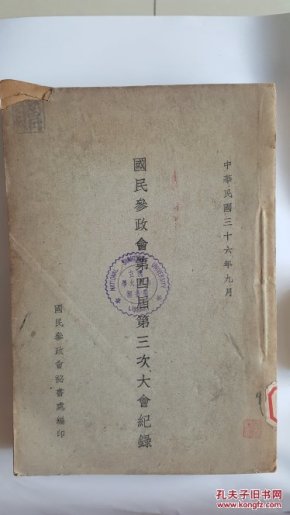 中華民國三十六年九月
國民參政會第四屆第三次大會紀錄
國民參政會秘書處編印
孔夫子旧书网